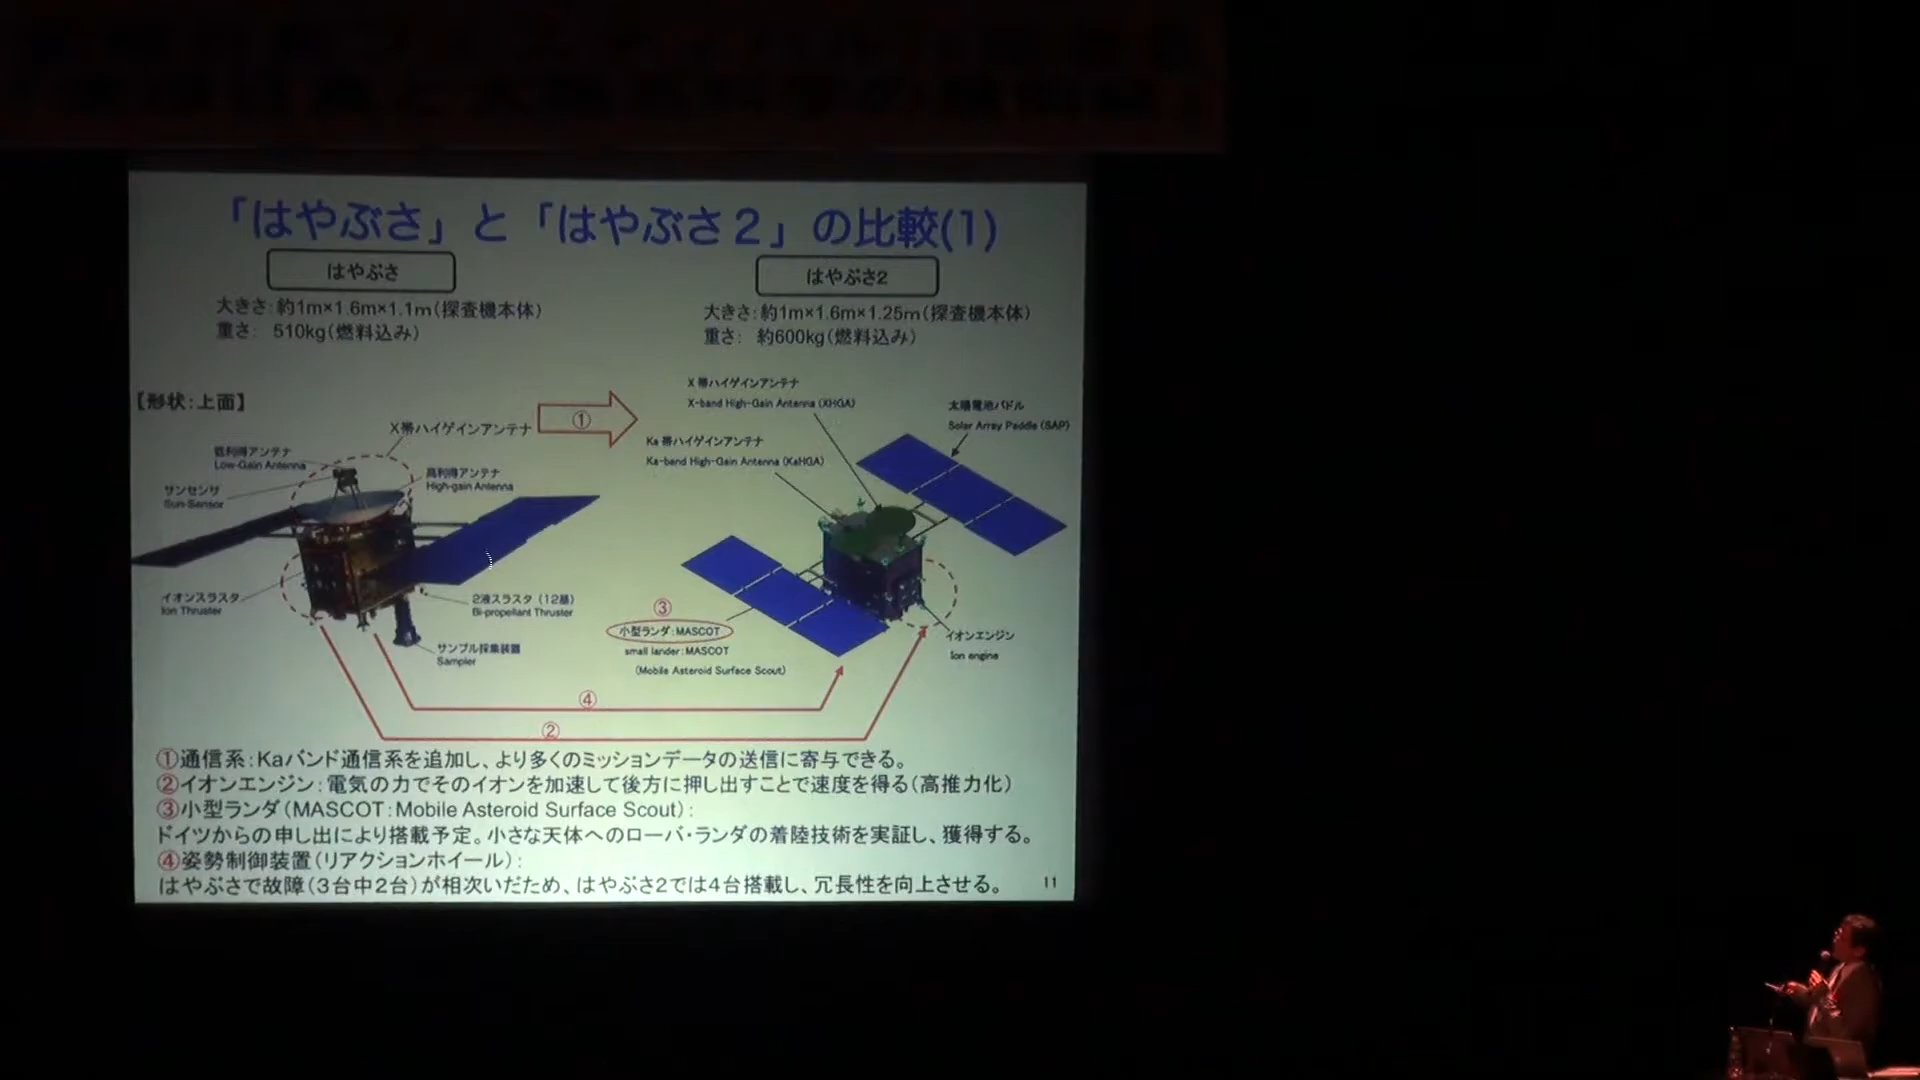 「はやぶさ」と「はやぶさ２」の比較(1)
はやぶさ
大きさ：約1m×1.6m×1.1m（探査機本体）
重さ： 510kg（燃料込み）
はやぶさ2
大きさ：約1m×1.6m×1.25m（探査機本体）
重さ： 約600kg（燃料込み）
【形状：上面】
X帯ハイゲインアンテナ
①
低利得アンテナ
Low-Gain Antenna
高利得アンテナ
High-gain Antenna
サンセンサ
Sun-Sensor
イオンスラスタ
Ion Thruster
2液スラスタ（12基）
Bi-propellant Thruster
サンプル採集装置
Sampler
X 帯ハイゲインアンテナ
X-band High-Gain Antenna (XHGA)
太陽電池パドル
Solar Array Paddle (SAP)
Ka 帯ハイゲインアンテナ
Ka-band High-Gain Antenna (KaHGA)
③
小型ランダ：MASCOT
small lander：MASCOT
(Mobile Asteroid Surface Scout)
イオンエンジン
Ion engine
④
②
①通信系：Kaバンド通信系を追加し、より多くのミッションデータの送信に寄与できる。
②イオンエンジン：電気の力でそのイオンを加速して後方に押し出すことで速度を得る（高推力化）
③小型ランダ（MASCOT：Mobile Asteroid Surface Scout）：
ドイツからの申し出により搭載予定。小さな天体へのローバ・ランダの着陸技術を実証し、獲得する。
④姿勢制御装置（リアクションホイール）：
はやぶさで故障（３台中２台）が相次いだため、はやぶさ2では４台搭載し、冗長性を向上させる。
11